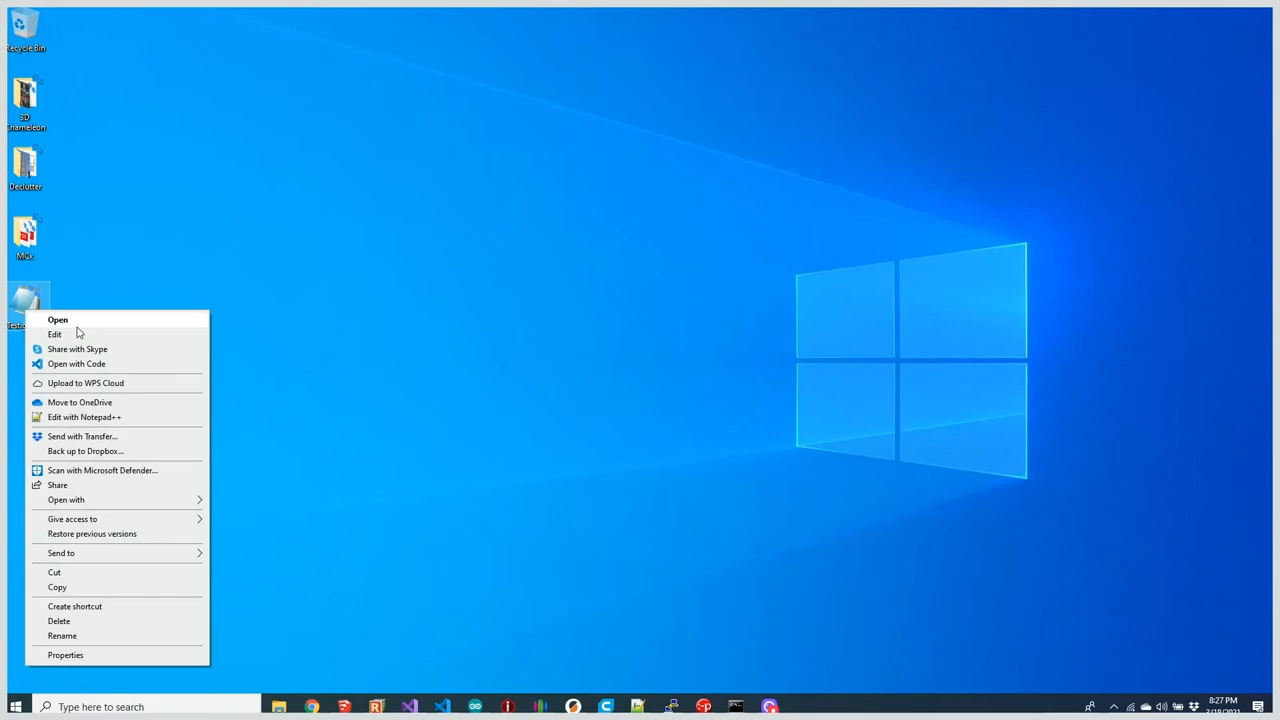 Recycle Bin
3D
Chameleon
Declutter
MCx
Open
Edit
Share with Skype
Open with Code
Upload to WPS Cloud
Move to OneDrive
Edit with Notepad++
Send with Transfer...
Back up to Dropbox...
Scan with Microsoft Defender...
Share
Open with
Give access to
Restore previous versions
Send to
Cut
Copy
Create shortcut
Delete
Rename
Properties
Type here to search
8:27 PM